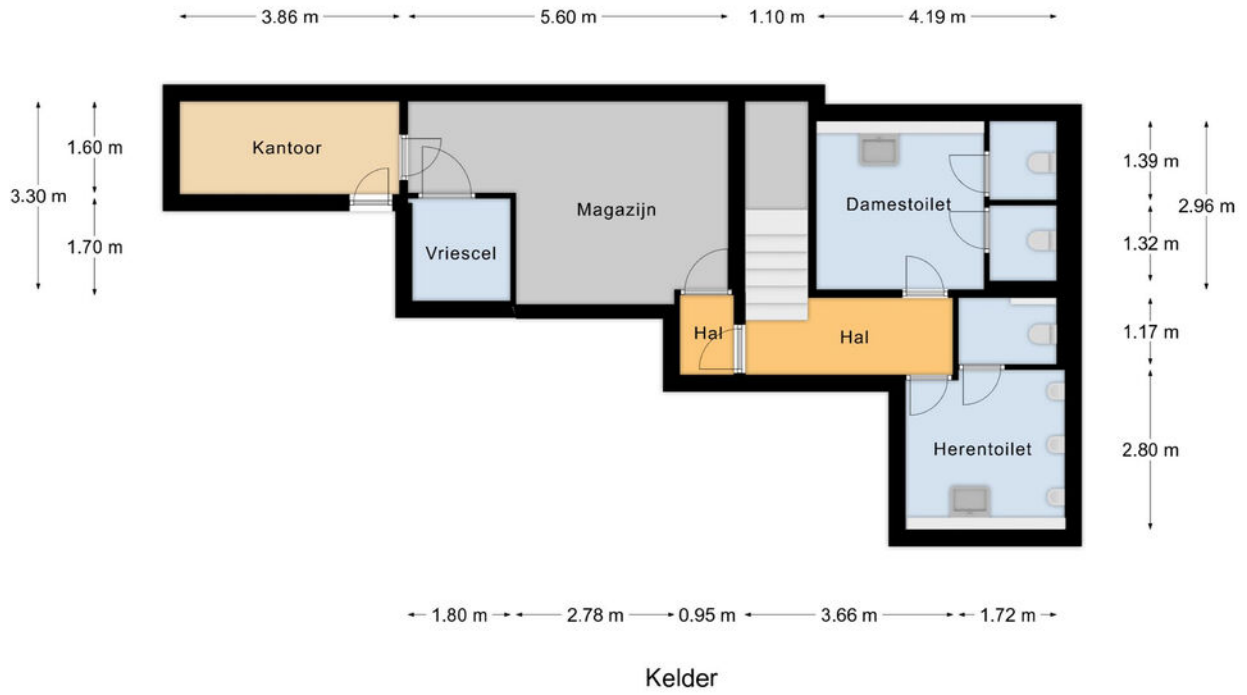 3.86 m 5.60 m 1.10 m 4.19 m
Kantoor
1.60 m
3.30 m
1.70 m
Magazijn
Vriescel
Damestoilet
1.39 m
2.96 m
1.32 m
Hal
Hal
1.17 m
Herentoilet
2.80 m
1.80 m 2.78 m 0.95 m 3.66 m 1.72 m
Kelder